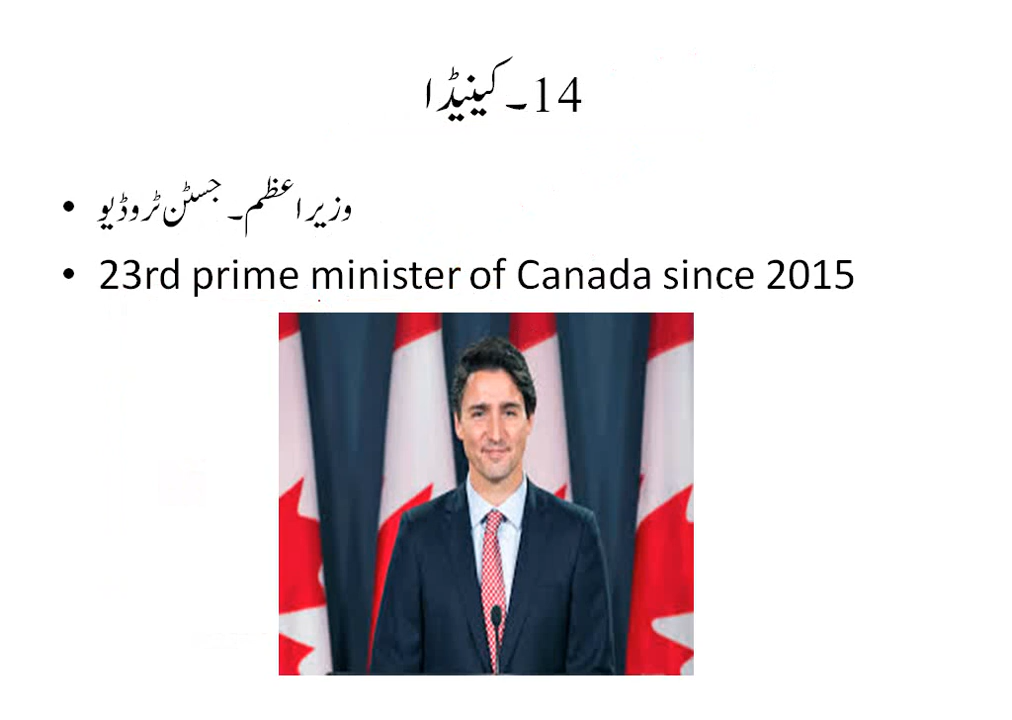 14۔کینیڈا
• وزیراعظم۔ جسٹن ٹروڈیو
• 23rd prime minister of Canada since 2015